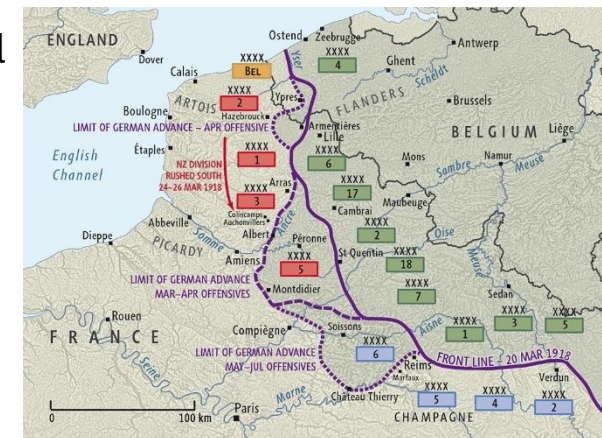 ENGLAND
Dover
Calais
Boulogne
Étaples
English
Channel
Abbeville
Dieppe
Rouen
FRANCE
Seine
Paris
0
100 km
Ostend
Zeebrugge
Antwerp
Ghent
Scheldt
Brussels
BELGIUM
Liège
Yser
Ypres
FLANDERS
ARTOIS
Hazebrouck
Armentières
Lille
Mons
Sambre
Namur
Meuse
Maubeuge
Arras
Cambrai
Colincamps
Auchonvillers
Albert
Ancre
Somme
PICARDY
Amiens
Péronne
St-Quentin
Oise
Montdidier
Compiègne
Soissons
Aisne
Sedan
Meuse
Reims
Marfaux
Château Thierry
Marne
CHAMPAGNE
Verdun
LIMIT OF GERMAN ADVANCE – APR OFFENSIVE
NZ DIVISION
RUSHED SOUTH
24–26 MAR 1918
LIMIT OF GERMAN ADVANCE
MAR–APR OFFENSIVES
LIMIT OF GERMAN ADVANCE
MAY–JUL OFFENSIVES
FRONT LINE – 20 MAR 1918
XXXX
BEL
XXXX
2
XXXX
1
XXXX
3
XXXX
5
XXXX
4
XXXX
6
XXXX
17
XXXX
2
XXXX
18
XXXX
7
XXXX
1
XXXX
3
XXXX
5
XXXX
6
XXXX
5
XXXX
4
XXXX
2